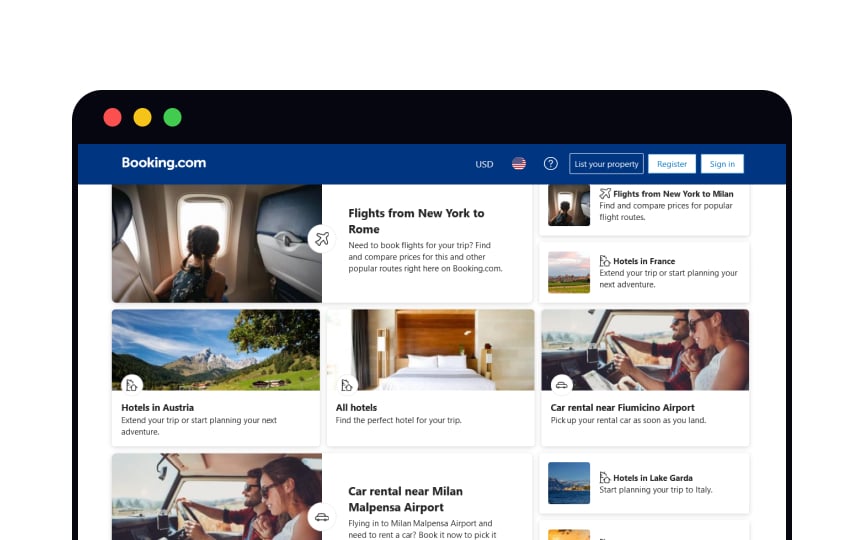 Booking.com
USD
?
List your property
Register
Sign in
Flights from New York to
Rome
Need to book flights for your trip? Find
and compare prices for this and other
popular routes right here on Booking.com.
Flights from New York to Milan
Find and compare prices for popular
flight routes.
Hotels in France
Extend your trip or start planning your
next adventure.
Hotels in Austria
Extend your trip or start planning your next
adventure.
All hotels
Find the perfect hotel for your trip.
Car rental near Fiumicino Airport
Pick up your rental car as soon as you land.
Car rental near Milan
Malpensa Airport
Flying in to Milan Malpensa Airport and
need to rent a car? Book it now to pick it
Hotels in Lake Garda
Start planning your trip to Italy.